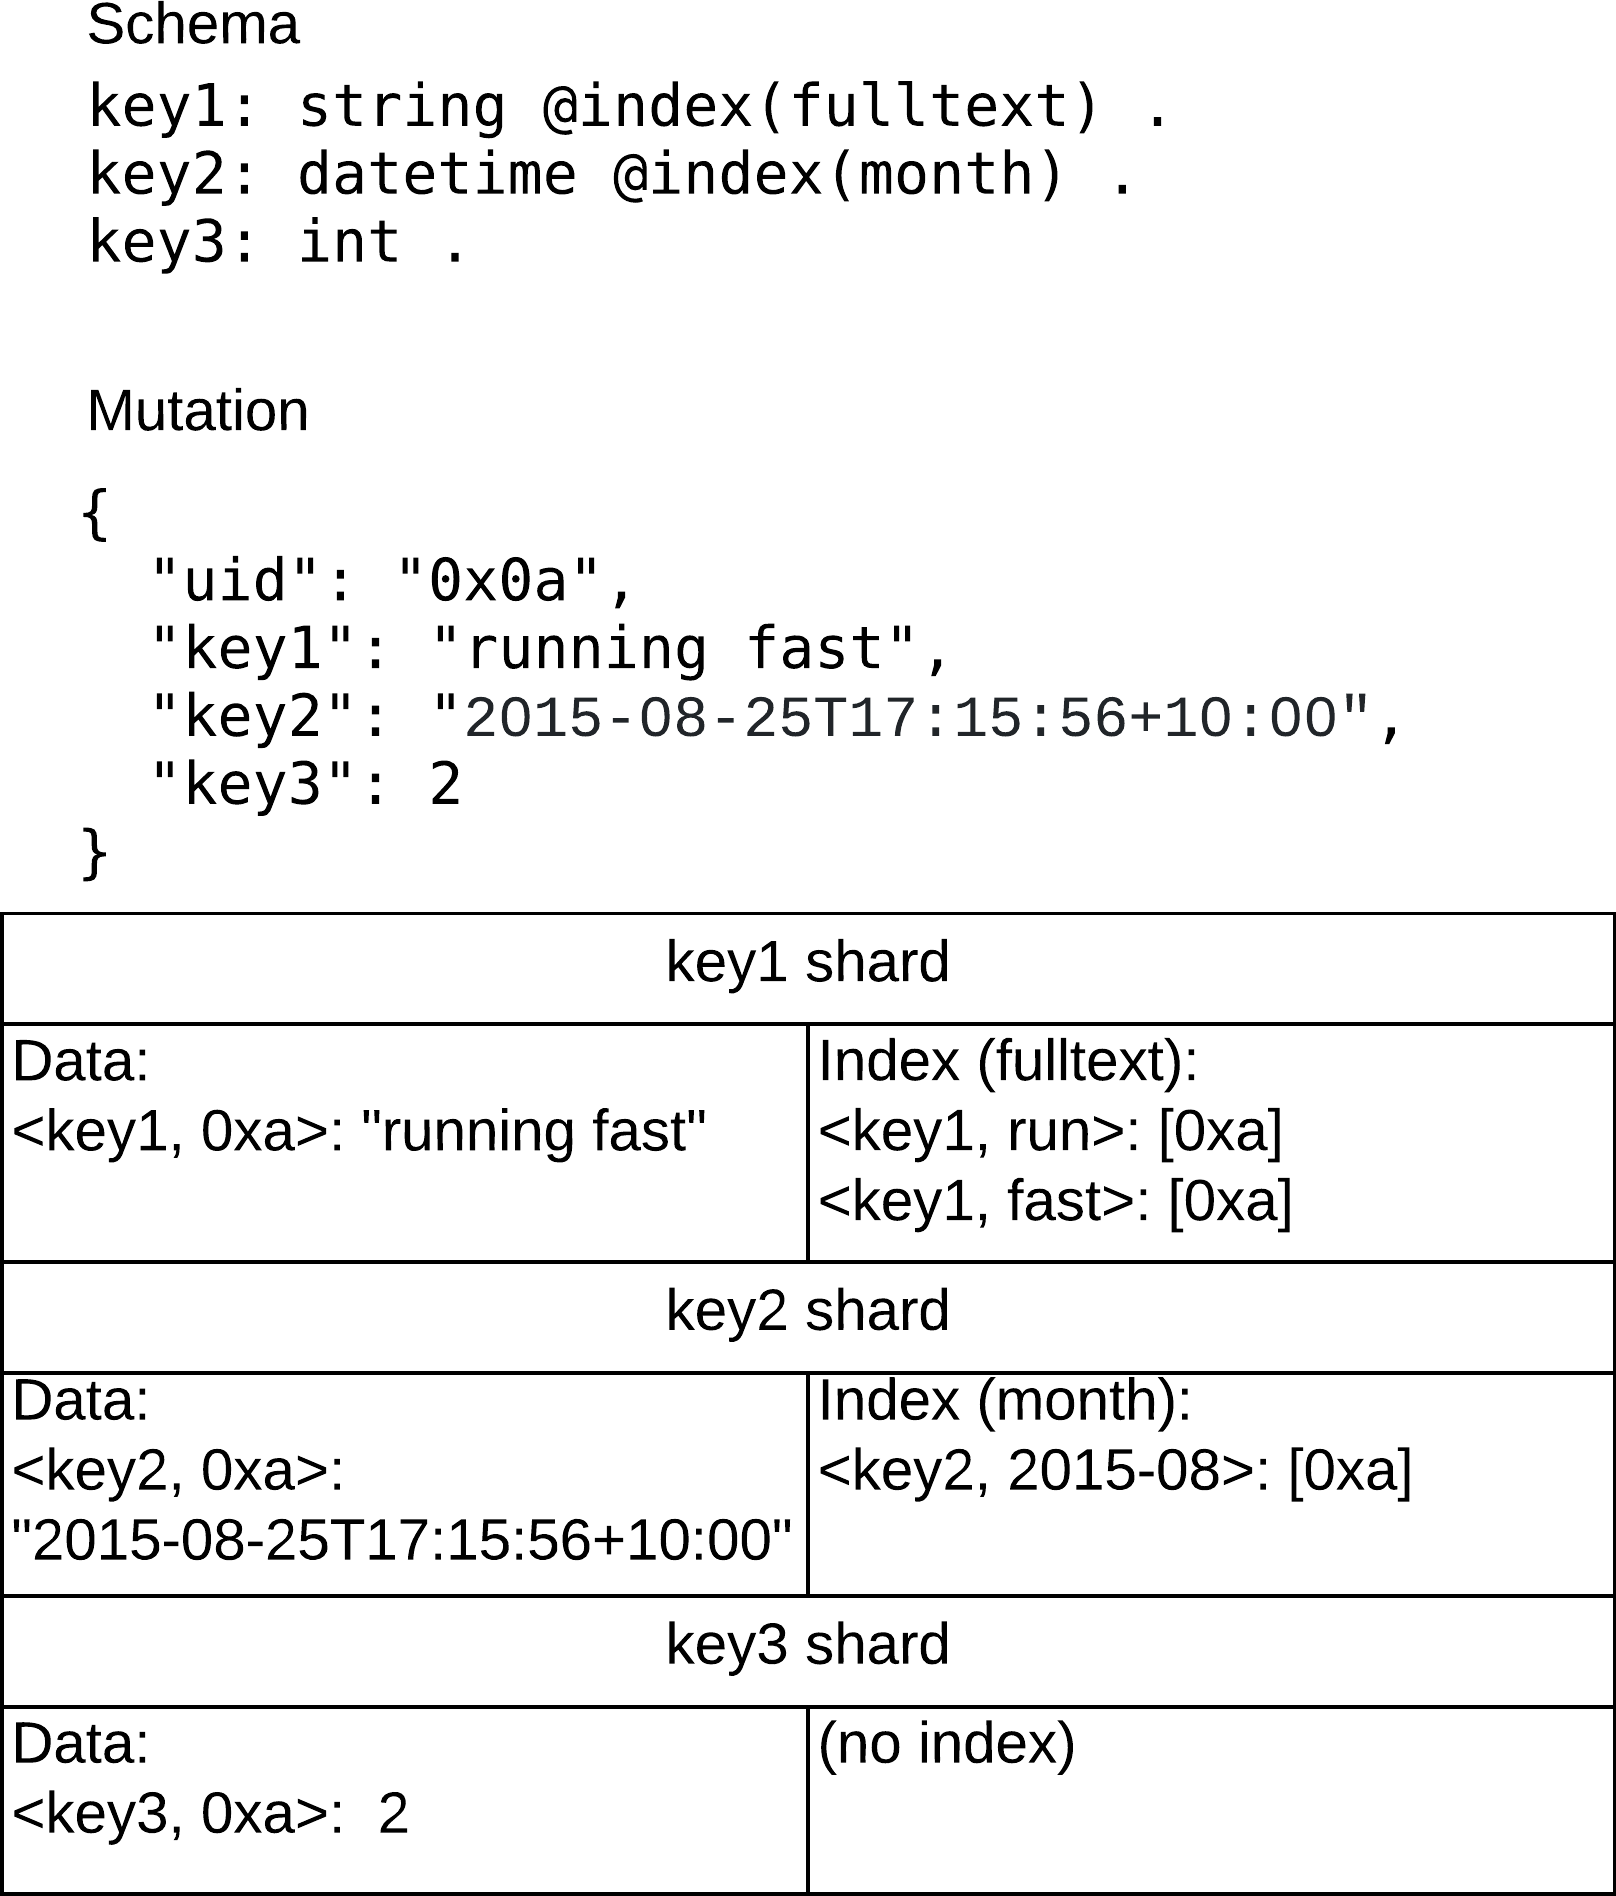 Schema
key1: string @index(fulltext) .
key2: datetime @index(month) .
key3: int .
Mutation
{
"uid": "0x0a",
"key1": "running fast",
"key2": "2015-08-25T17:15:56+10:00",
"key3": 2
}
key1 shard
Data:
<key1, 0xa>: "running fast"
Index (fulltext):
<key1, run>: [0xa]
<key1, fast>: [0xa]
key2 shard
Data:
<key2, 0xa>:
"2015-08-25T17:15:56+10:00"
Index (month):
<key2, 2015-08>: [0xa]
key3 shard
Data:
<key3, 0xa>: 2
(no index)